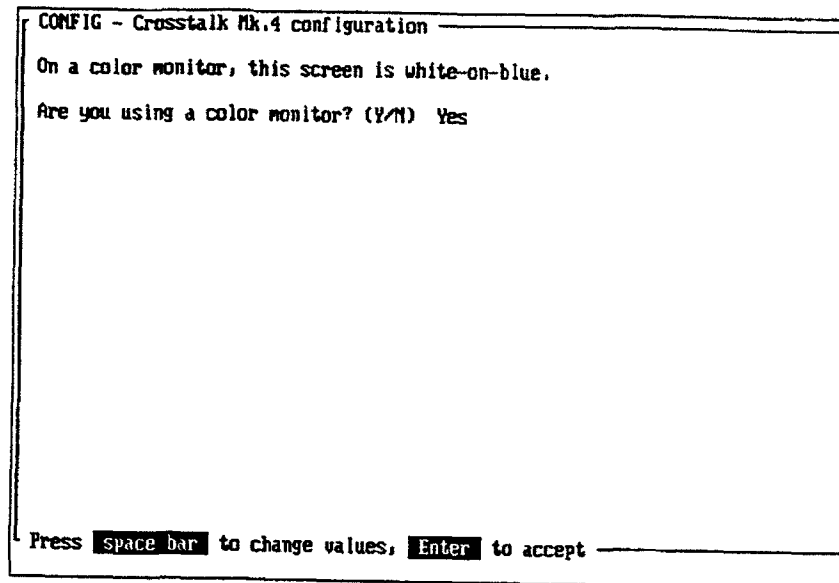 CONFIG - Crosstalk Mk.4 configuration
On a color monitor, this screen is white-on-blue.
Are you using a color monitor? (Y/N) Yes
Press space bar to change values, Enter to accept